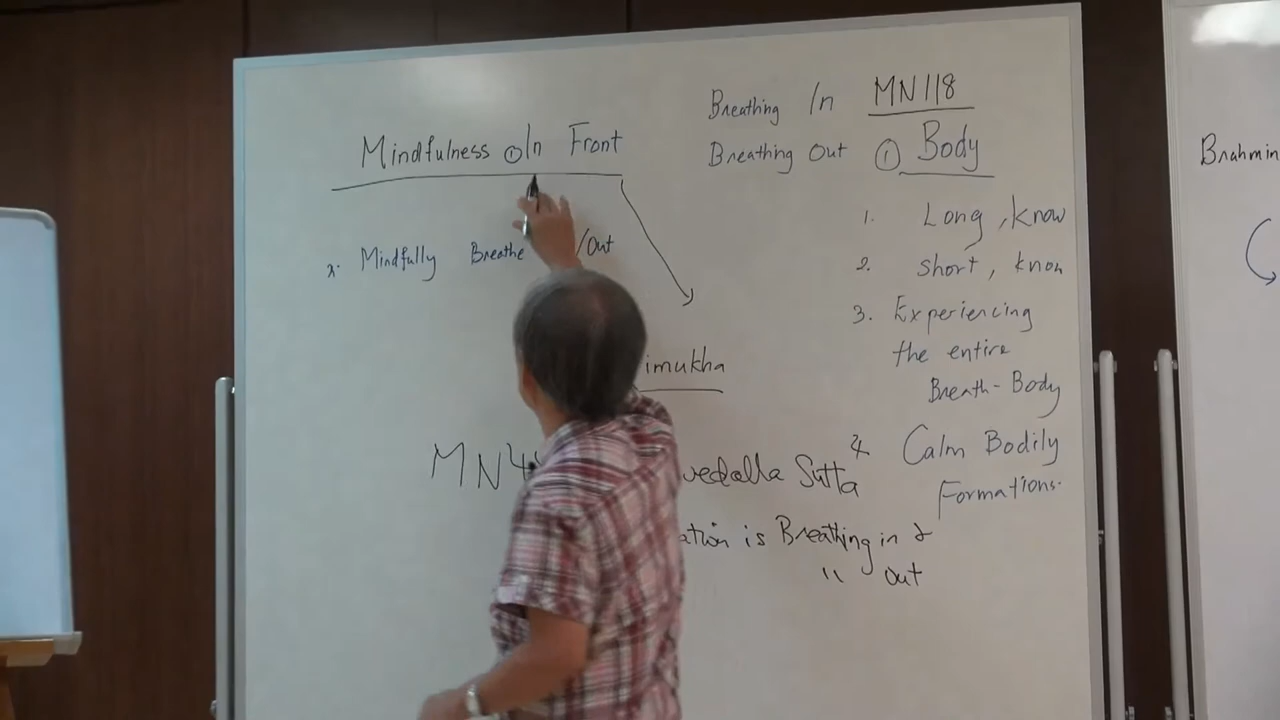 Mindfulness ① In Front
2. Mindfully Breathe /Out
imukha
MN4
vedalla Sutta
ation is Breathing in &
" out
Breathing In MN118
Breathing Out ① Body
1. Long, know
2. short, know
3. Experiencing
the entire
Breath-Body
4 Calm Bodily
Formations.
Brahmin